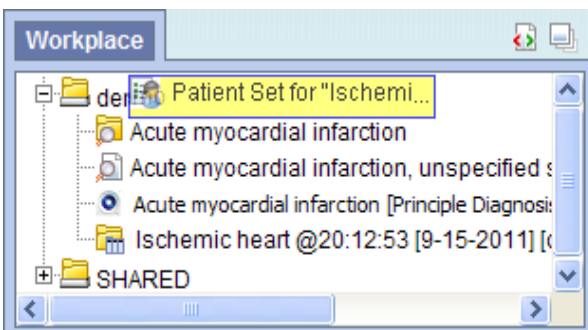 Workplace
Patient Set for "Ischemi...
Acute myocardial infarction
Acute myocardial infarction, unspecified
Acute myocardial infarction [Principle Diagnosis
Ischemic heart @20:12:53 [9-15-2011] [
SHARED